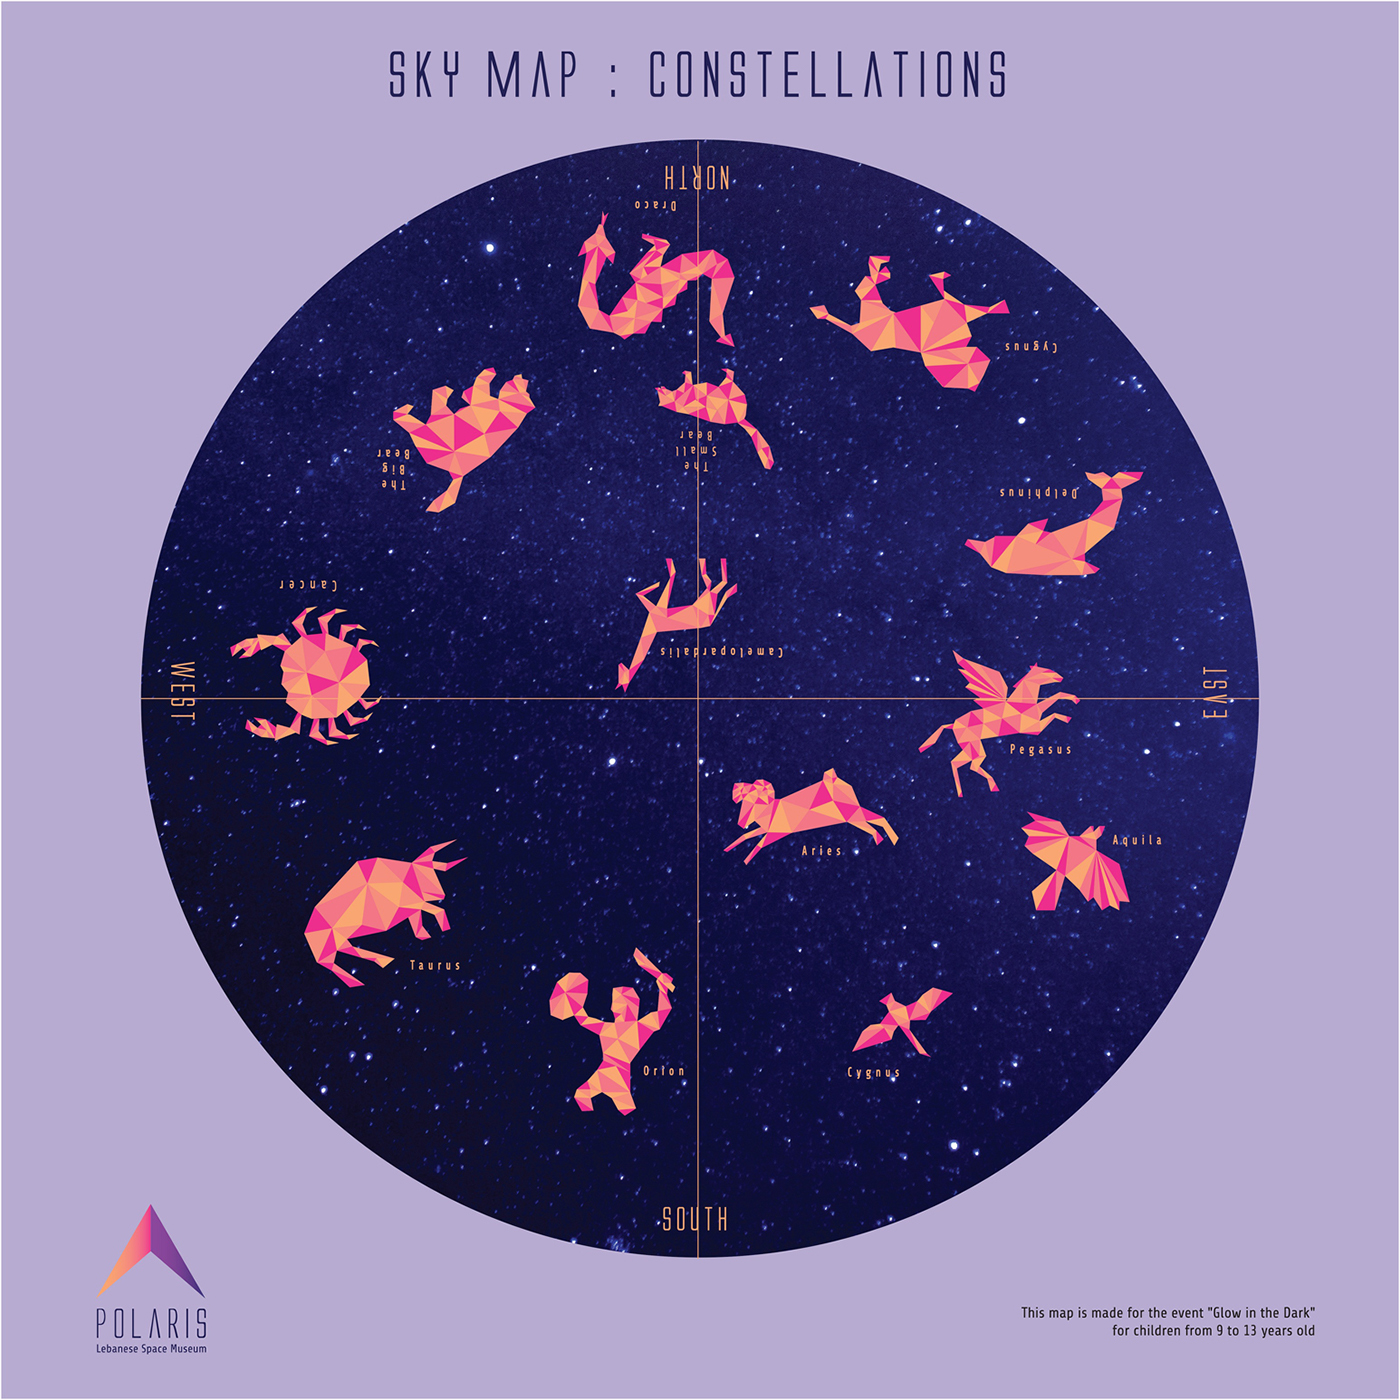 SKY MAP : CONSTELLATIONS
NORTH
Draco
Cygnus
The
Big
Bear
The
Small
Bear
Delphinus
Cancer
Camelopardalis
WEST
EAST
Pegasus
Aries
Aquila
Taurus
Orion
Cygnus
SOUTH
POLARIS
Lebanese Space Museum
This map is made for the event "Glow in the Dark"
for children from 9 to 13 years old